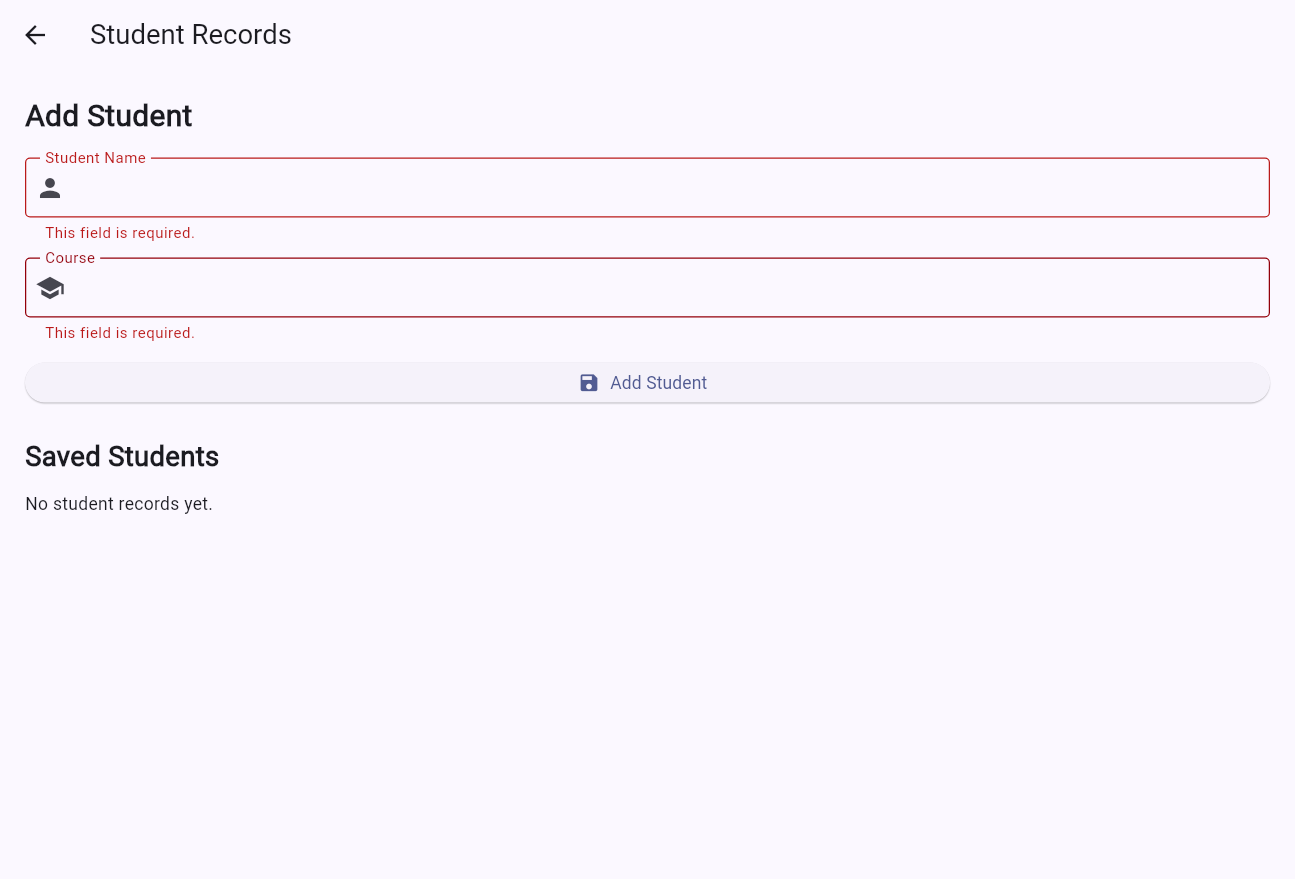 Student Records
Add Student
Student Name
This field is required.
Course
This field is required.
Add Student
Saved Students
No student records yet.